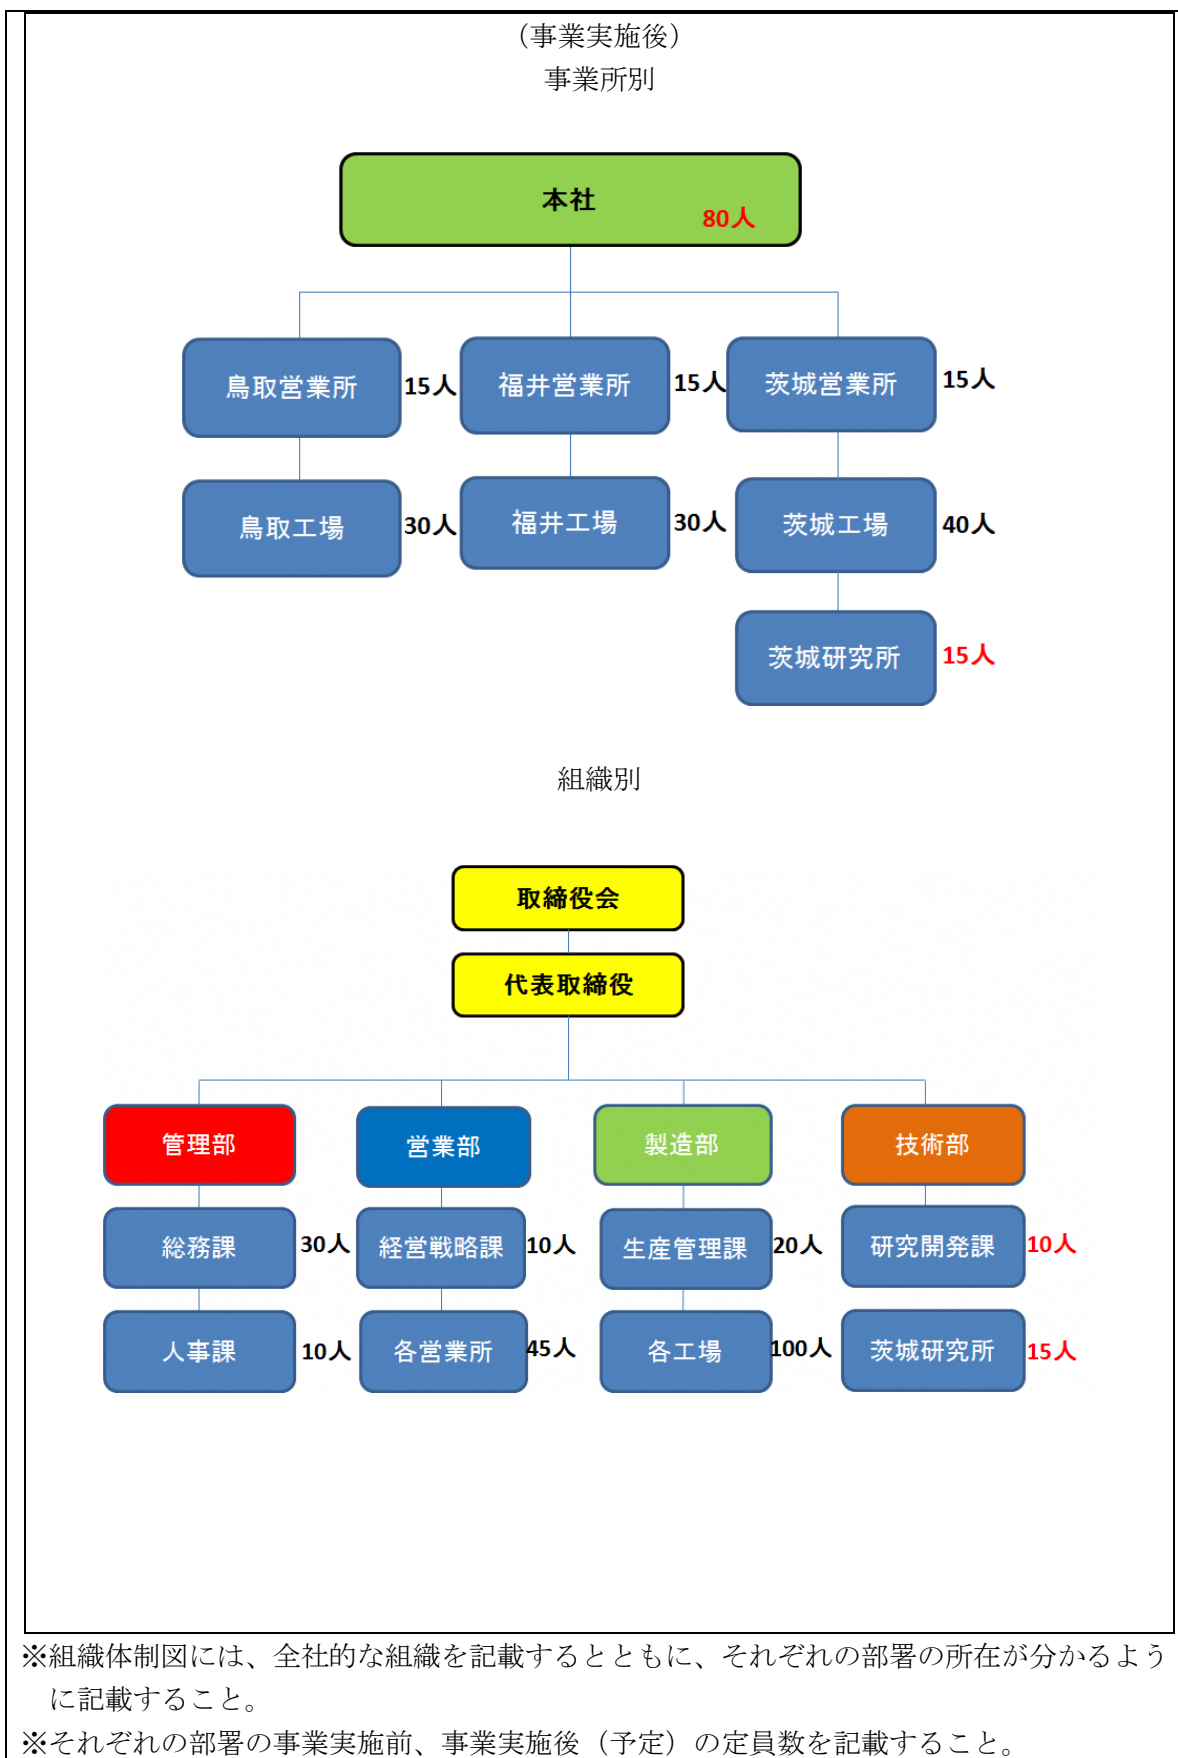 （事業実施後）
事業所別
本社
80人
鳥取営業所 15人 福井営業所 15人 茨城営業所 15人
鳥取工場 30人 福井工場 30人 茨城工場 40人
茨城研究所 15人
組織別
取締役会
代表取締役
管理部 営業部 製造部 技術部
総務課 30人 経営戦略課 10人 生産管理課 20人 研究開発課 10人
人事課 10人 各営業所 45人 各工場 100人 茨城研究所 15人
※組織体制図には、全社的な組織を記載するとともに、それぞれの部署の所在が分かるよう
に記載すること。
※それぞれの部署の事業実施前、事業実施後（予定）の定員数を記載すること。